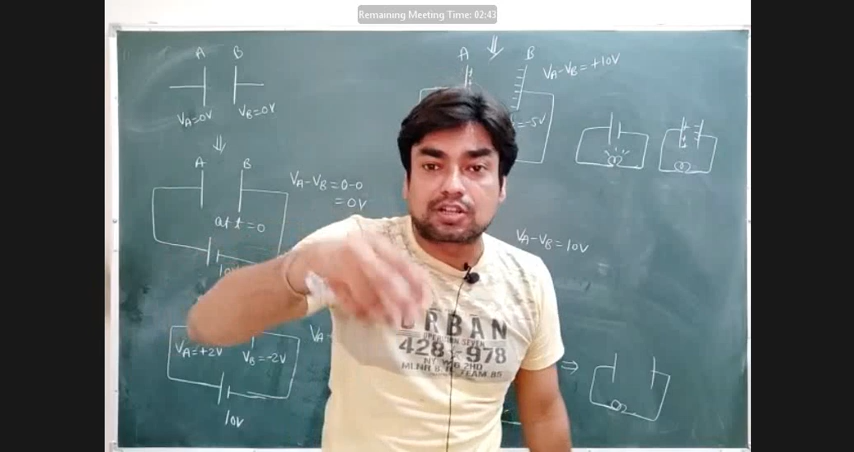 Remaining Meeting Time: 02:43
A B
VA=0V VB=0V
A B
VA-VB=0-0
=0V
at t=0
10
VA=+2V VB=-2V
10V
A B
VA-VB=+10V
=-5V
VA-VB=10V
URBAN
428 978